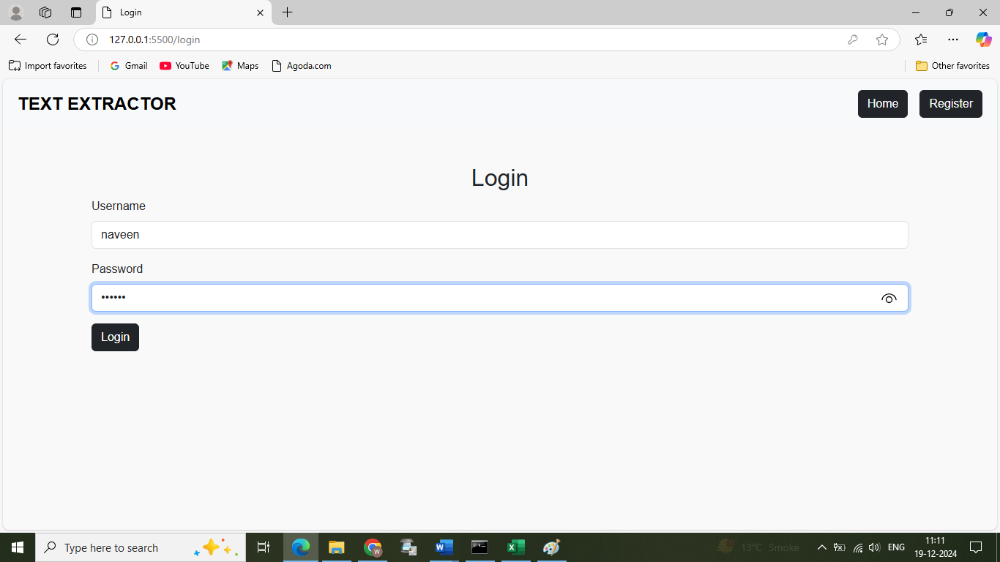 Login
127.0.0.1:5500/login
Import favorites Gmail YouTube Maps Agoda.com Other favorites
TEXT EXTRACTOR Home Register
Login
Username
naveen
Password
••••••
Login
Type here to search 13°C Smoke ENG 11:11
19-12-2024